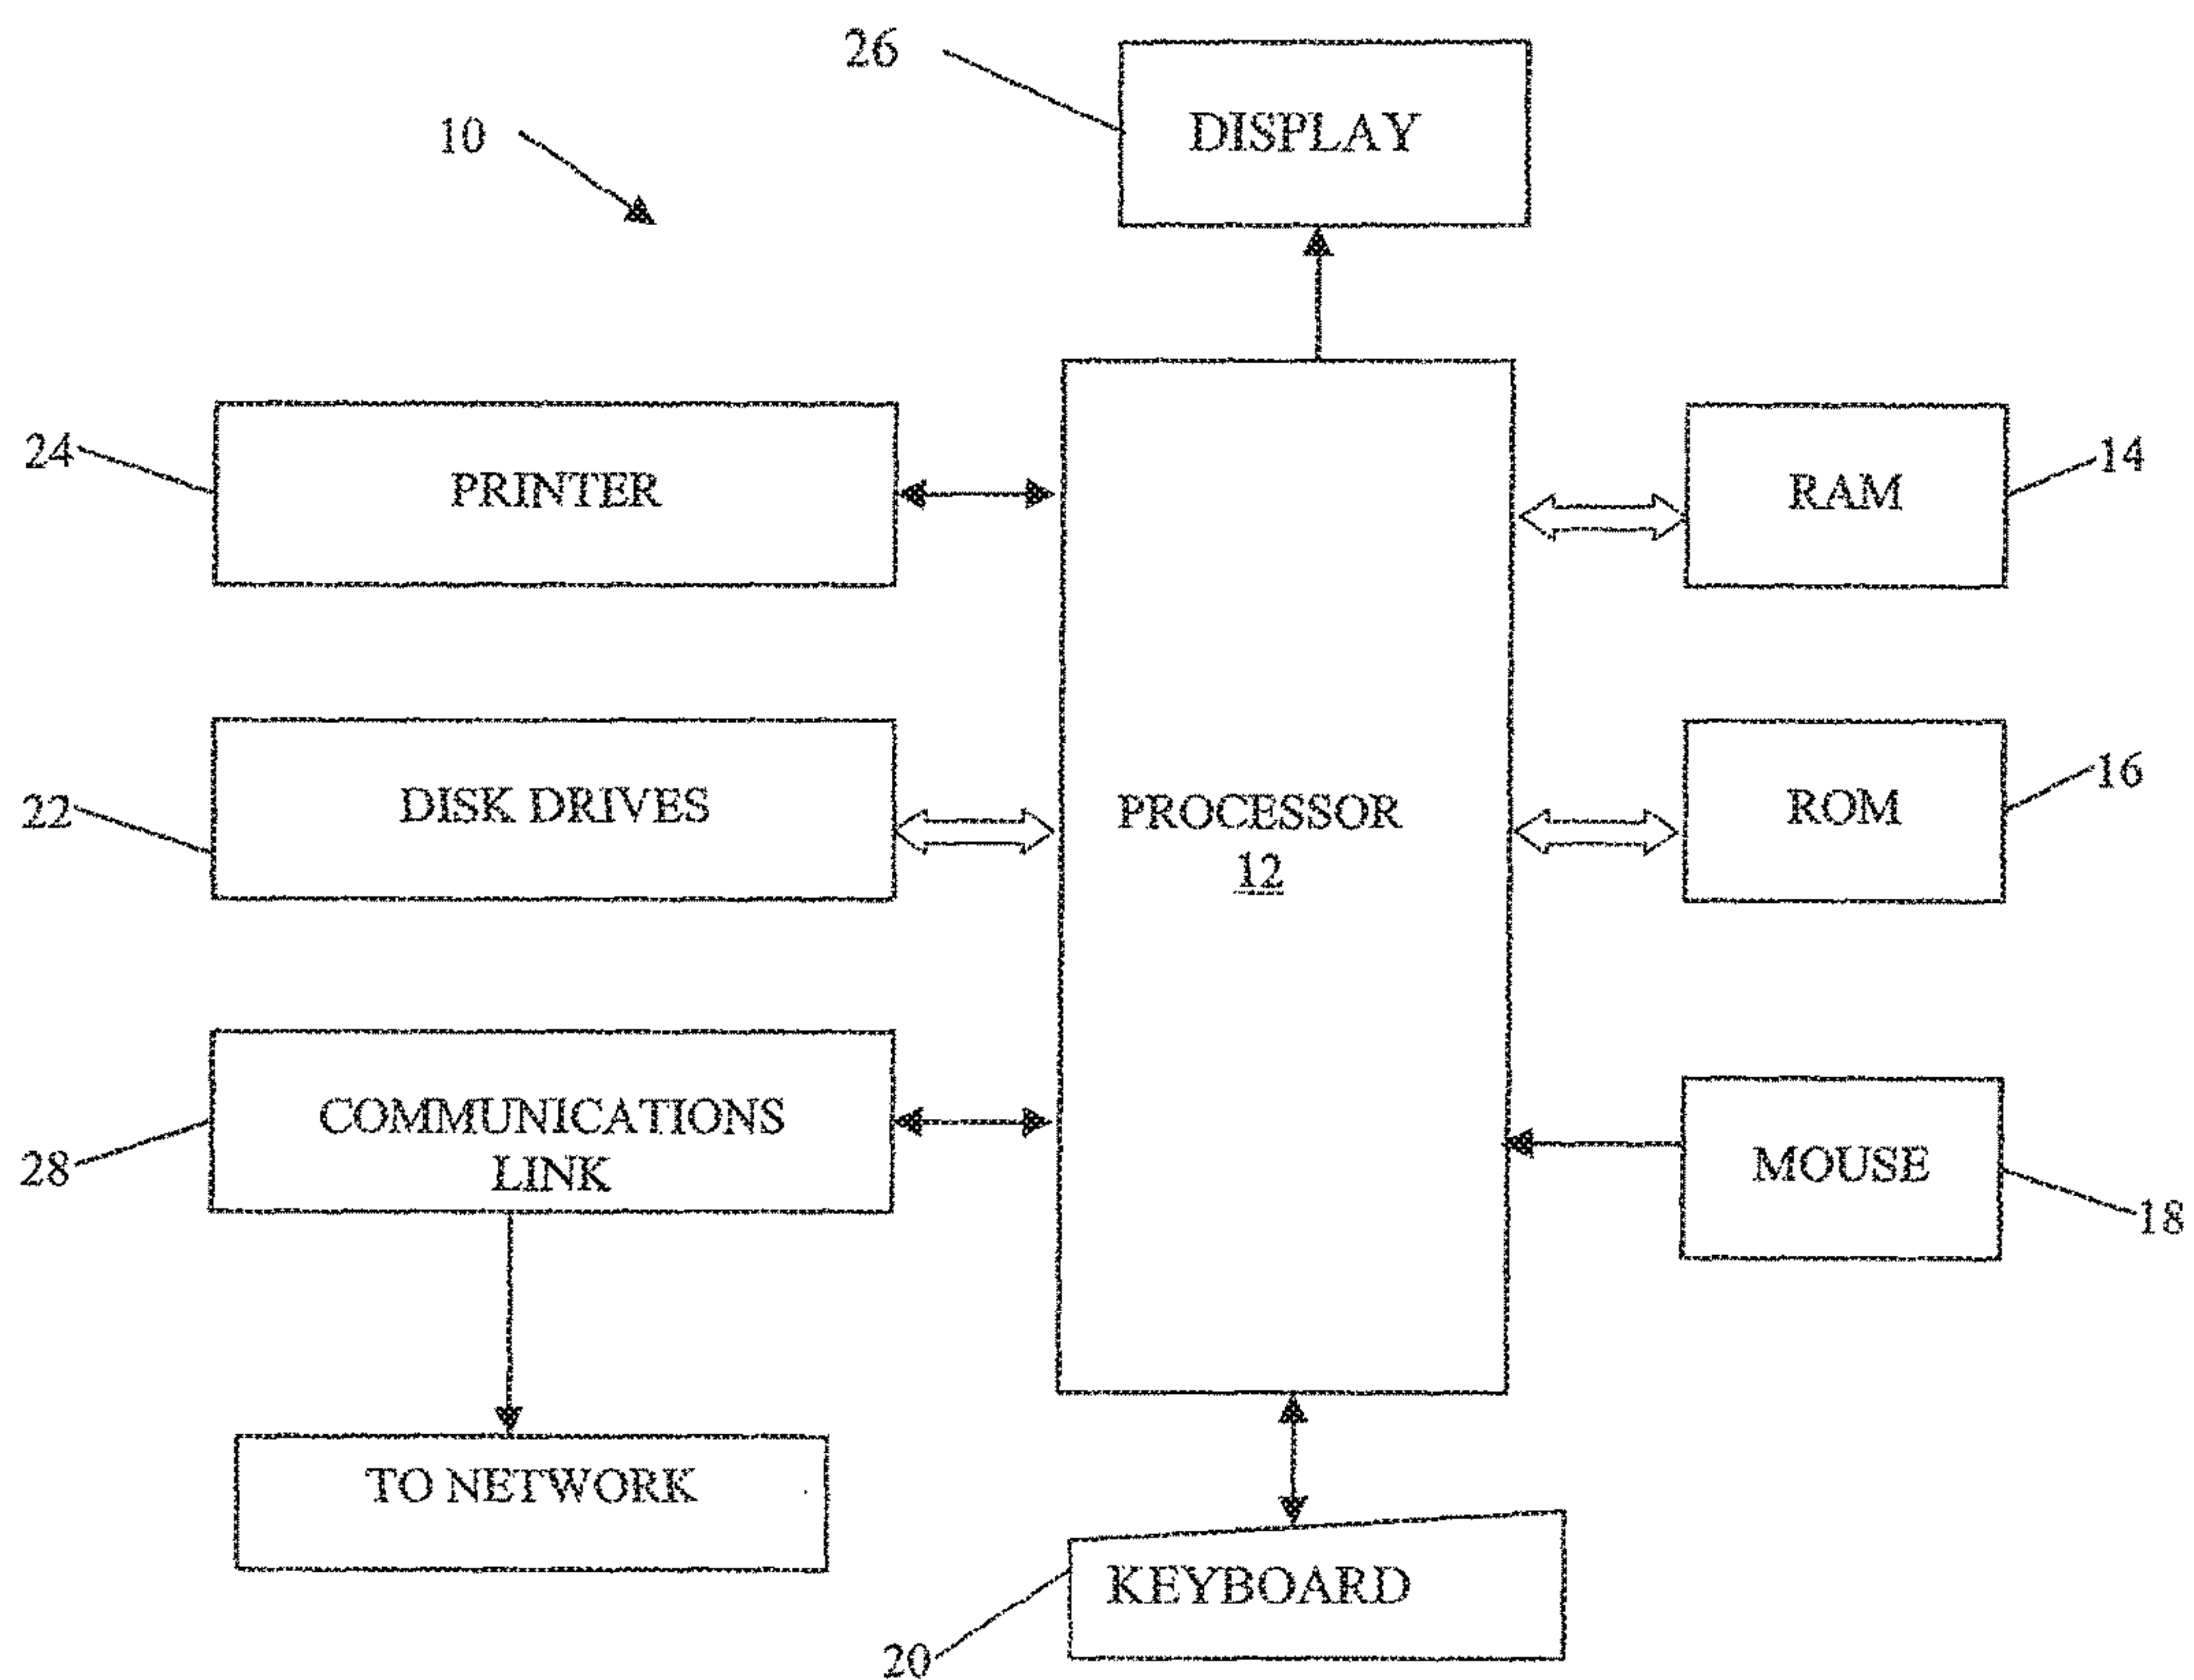 26
DISPLAY
10
24
PRINTER
RAM
14
22
DISK DRIVES
PROCESSOR
12
ROM
16
28
COMMUNICATIONS
LINK
MOUSE
18
TO NETWORK
KEYBOARD
20